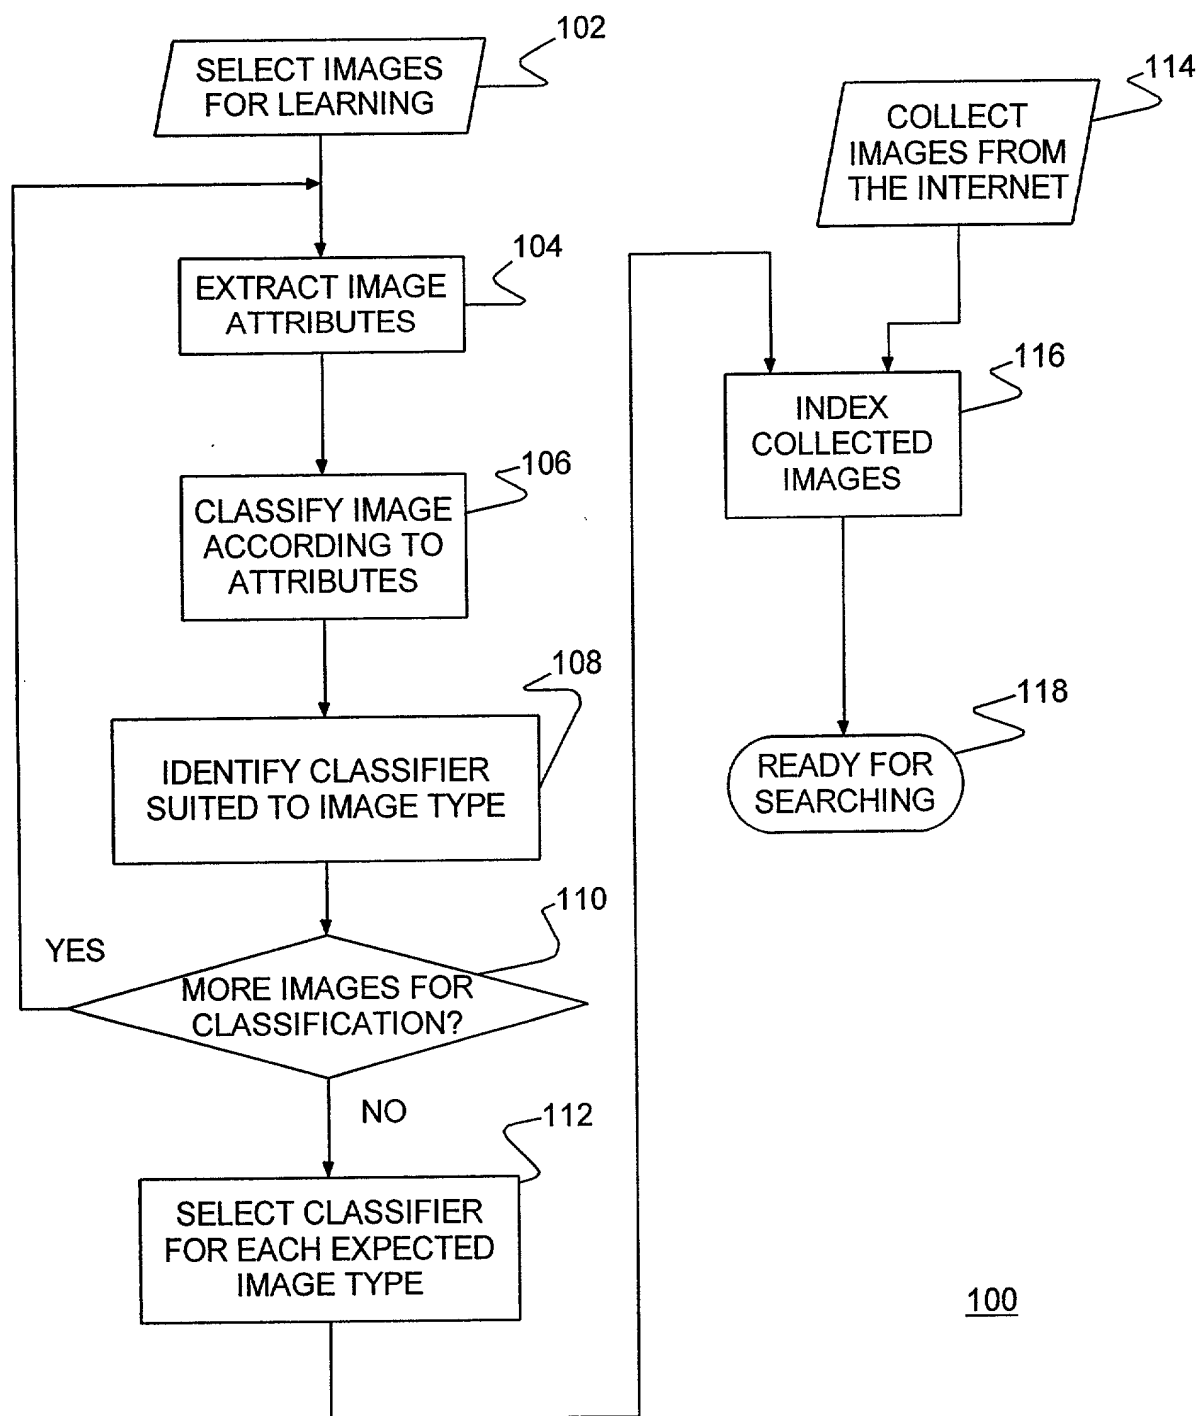 102
SELECT IMAGES
FOR LEARNING
114
COLLECT
IMAGES FROM
THE INTERNET
104
EXTRACT IMAGE
ATTRIBUTES
116
INDEX
COLLECTED
IMAGES
106
CLASSIFY IMAGE
ACCORDING TO
ATTRIBUTES
108
IDENTIFY CLASSIFIER
SUITED TO IMAGE TYPE
118
READY FOR
SEARCHING
110
YES
MORE IMAGES FOR
CLASSIFICATION?
NO
112
SELECT CLASSIFIER
FOR EACH EXPECTED
IMAGE TYPE
100